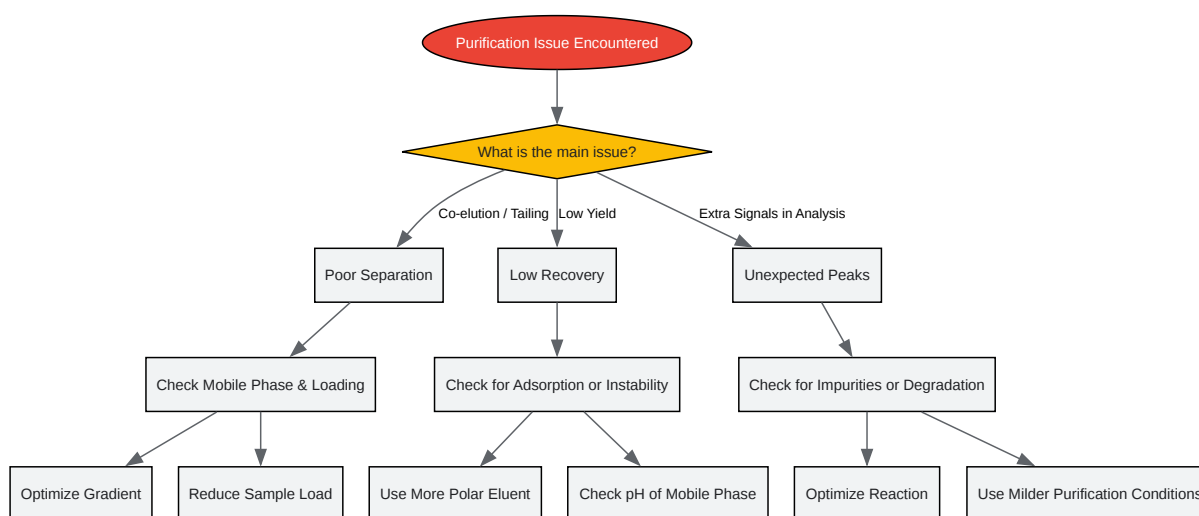 Purification Issue Encountered
What is the main issue?
Co-elution / Tailing
Low Yield
Extra Signals in Analysis
Poor Separation
Low Recovery
Unexpected Peaks
Check Mobile Phase & Loading
Check for Adsorption or Instability
Check for Impurities or Degradation
Optimize Gradient
Reduce Sample Load
Use More Polar Eluent
Check pH of Mobile Phase
Optimize Reaction
Use Milder Purification Conditions